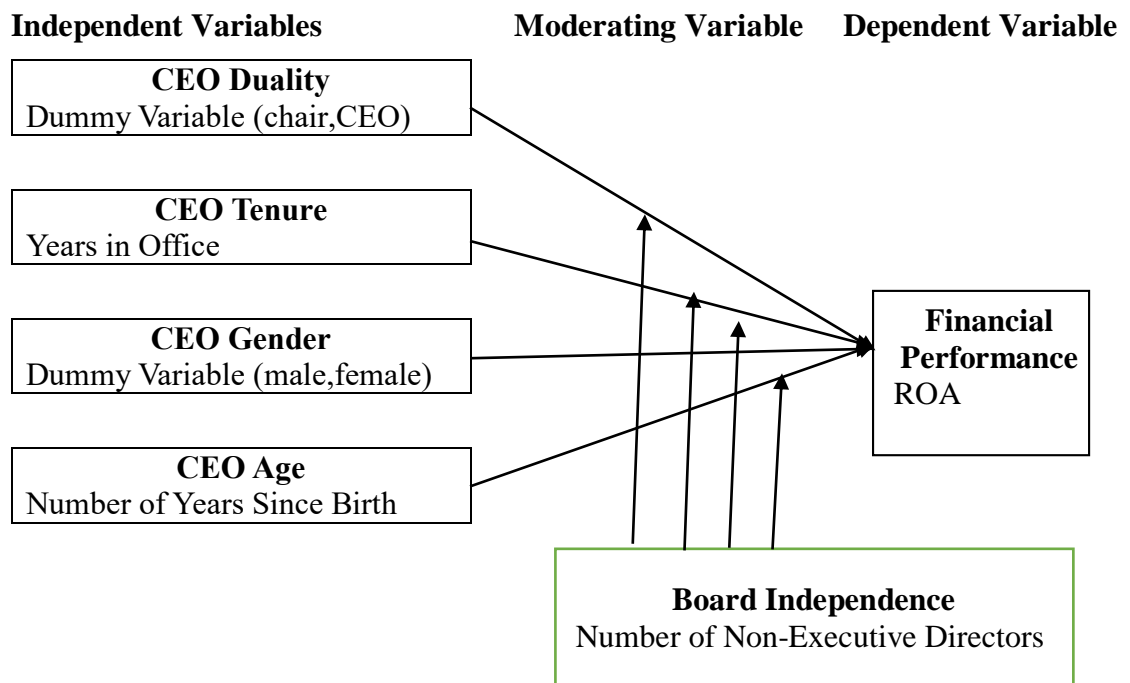 Independent Variables Moderating Variable Dependent Variable
CEO Duality
Dummy Variable (chair,CEO)
CEO Tenure
Years in Office
CEO Gender
Dummy Variable (male,female)
CEO Age
Number of Years Since Birth
Financial
Performance
ROA
Board Independence
Number of Non-Executive Directors